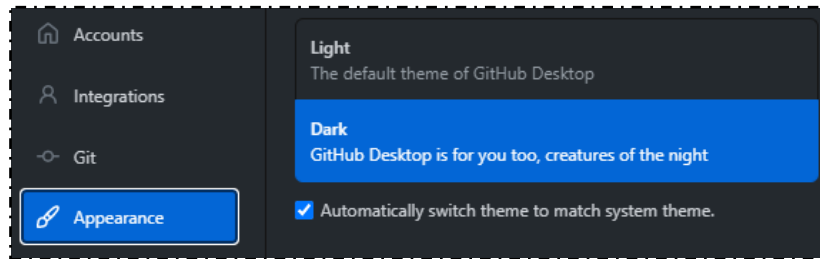 Accounts
Integrations
Git
Appearance
Light
The default theme of GitHub Desktop
Dark
GitHub Desktop is for you too, creatures of the night
Automatically switch theme to match system theme.